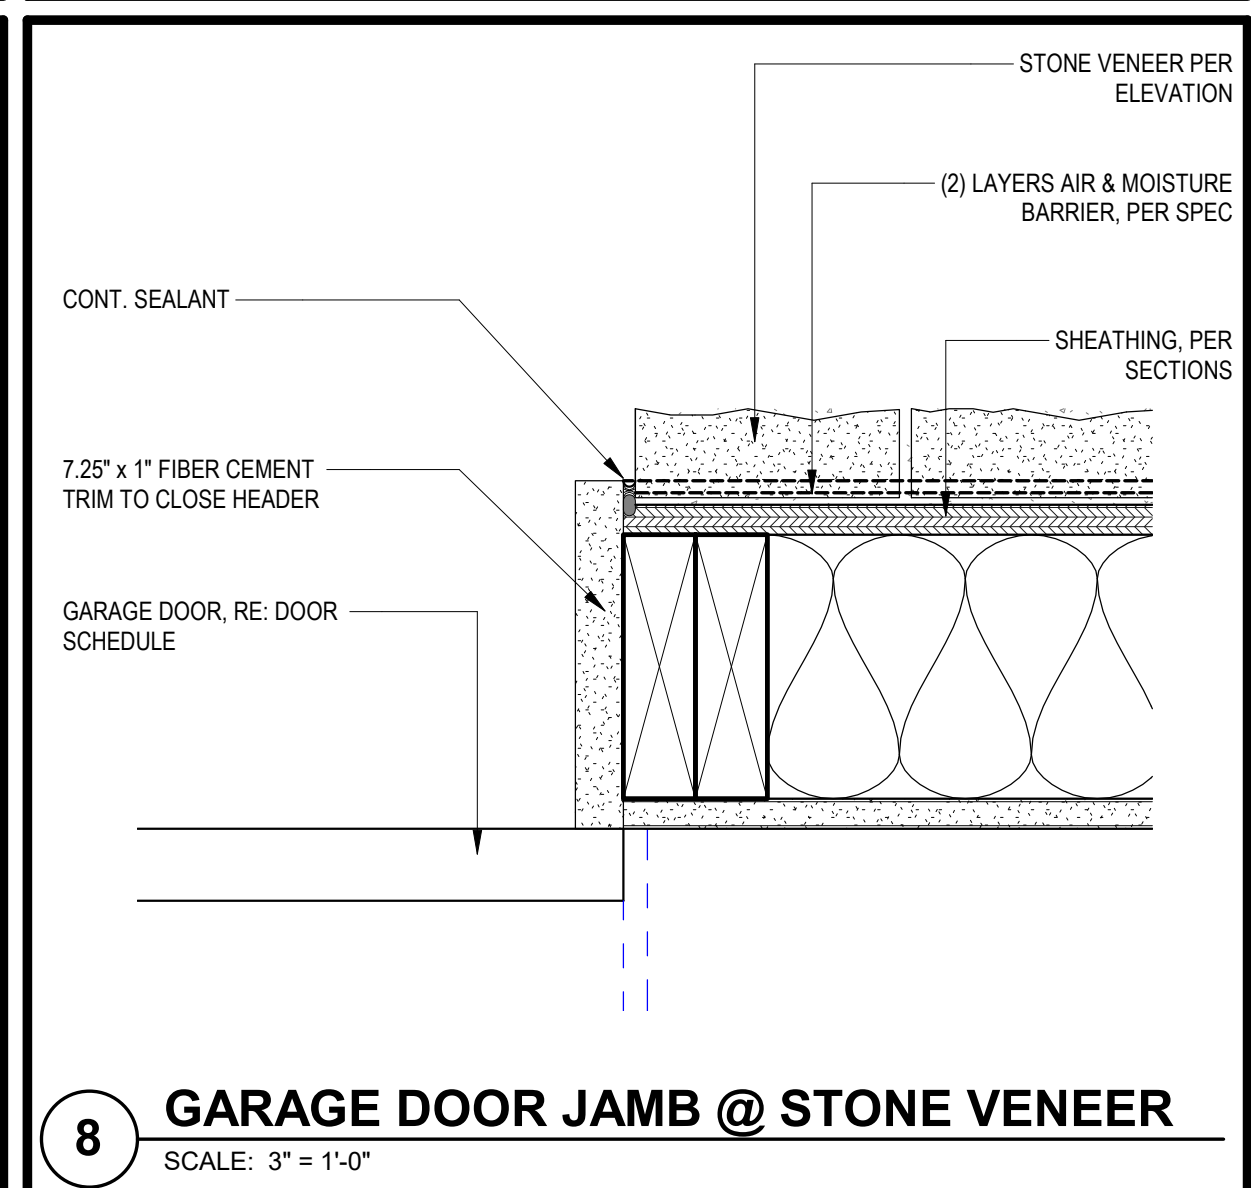 STONE VENEER PER
ELEVATION
(2) LAYERS AIR & MOISTURE
BARRIER, PER SPEC
CONT. SEALANT
SHEATHING, PER
SECTIONS
7.25" x 1" FIBER CEMENT
TRIM TO CLOSE HEADER
GARAGE DOOR, RE: DOOR
SCHEDULE
8
GARAGE DOOR JAMB @ STONE VENEER
SCALE: 3" = 1'-0"